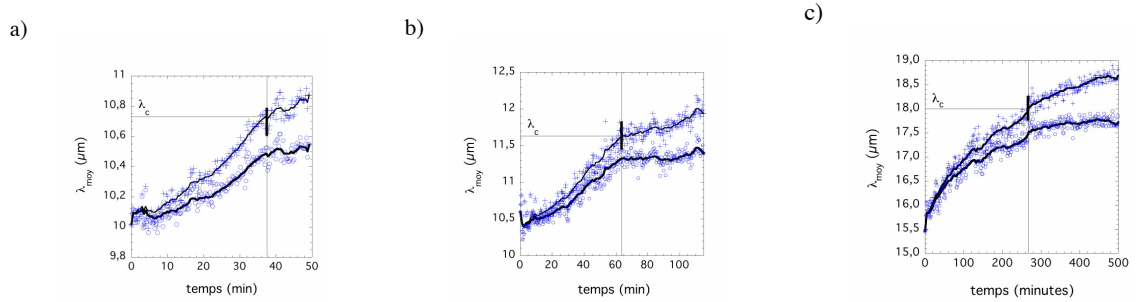 a)
b)
c)
11
10,8
10,6
10,4
10,2
10
9,8
λc
λmoy (µm)
0 10 20 30 40 50
temps (min)
12,5
12
11,5
11
10,5
10
λc
λmoy (µm)
0 20 40 60 80 100
temps (min)
19,0
18,5
18,0
17,5
17,0
16,5
16,0
15,5
15,0
λc
λmoy (µm)
0 100 200 300 400 500
temps (minutes)